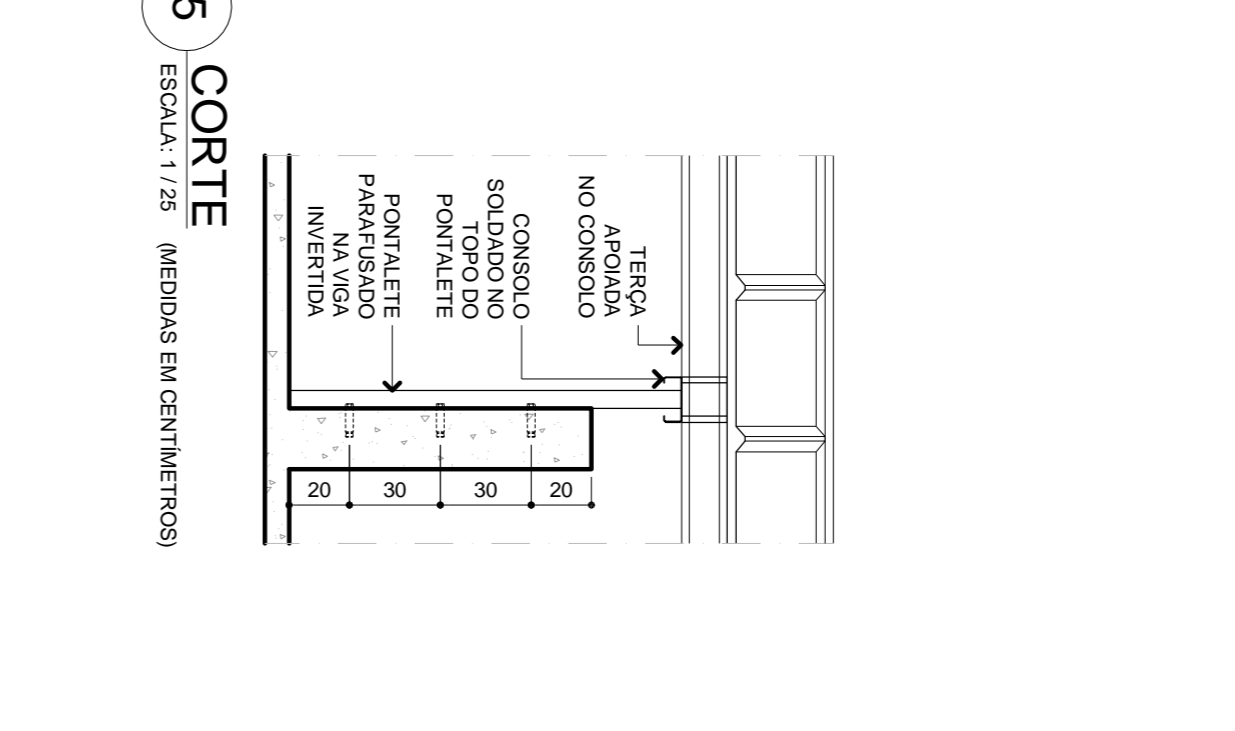 5
CORTE
ESCALA: 1 / 25 (MEDIDAS EM CENTÍMETROS)
TERÇA
APOIADA
NO CONSOLO
CONSOLO
SOLDADO NO
TOPO DO
PONTALETE
PONTALETE
PARAFUSADO
NA VIGA
INVERTIDA
20
30
30
20